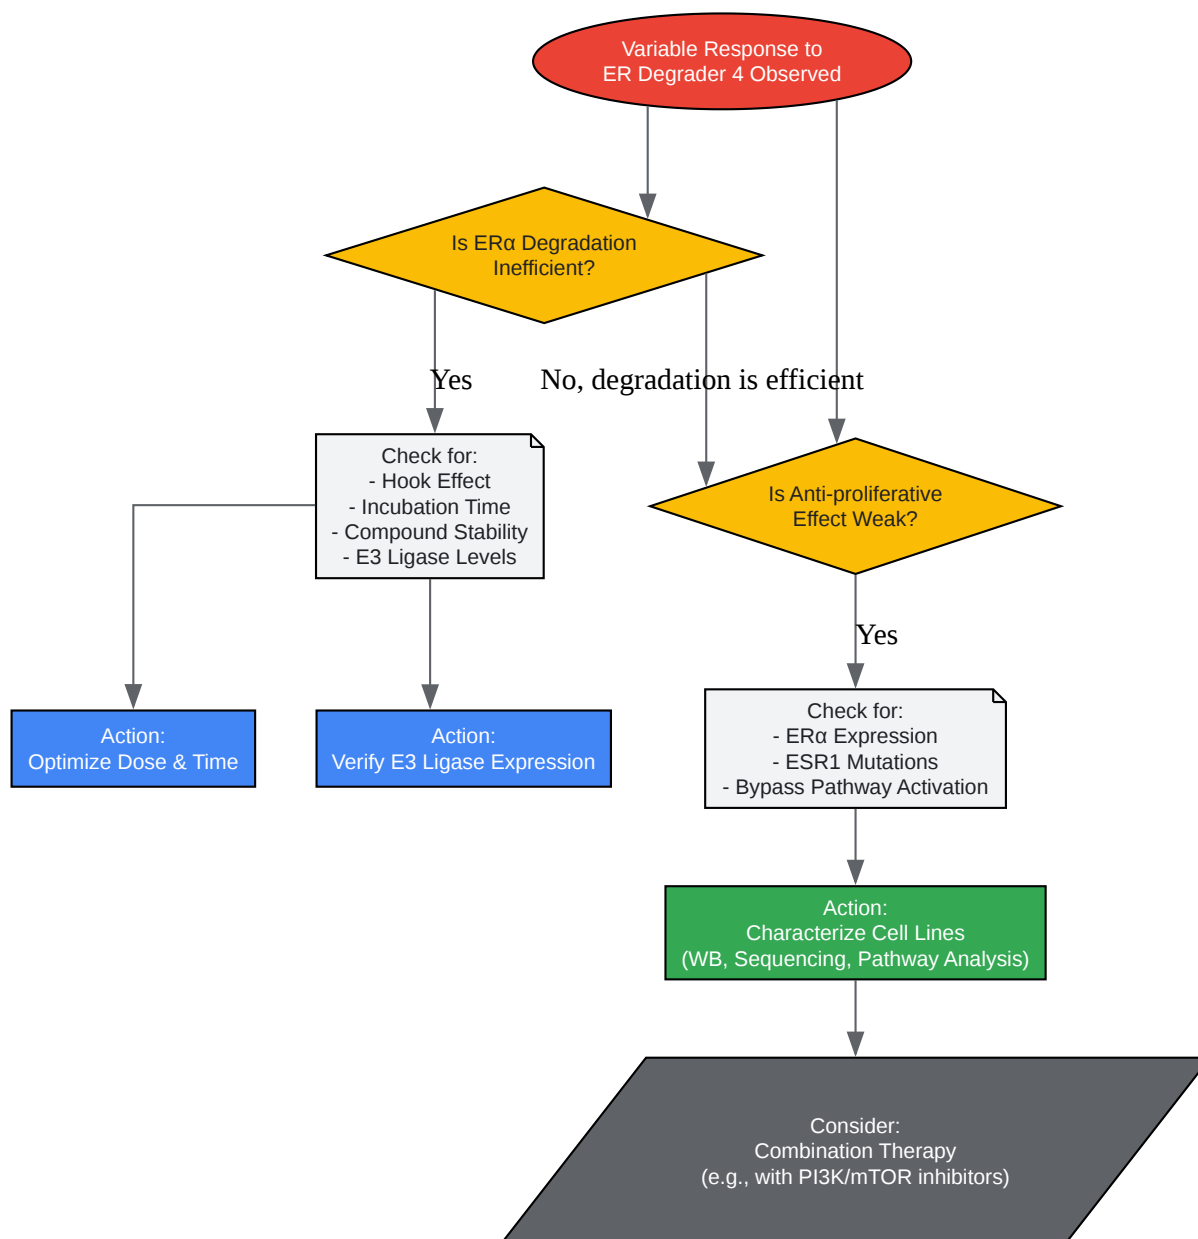 Variable Response to
ER Degrader 4 Observed
Is ERα Degradation
Inefficient?
Yes
No, degradation is efficient
Check for:
- Hook Effect
- Incubation Time
- Compound Stability
- E3 Ligase Levels
Is Anti-proliferative
Effect Weak?
Yes
Action:
Optimize Dose & Time
Action:
Verify E3 Ligase Expression
Check for:
- ERα Expression
- ESR1 Mutations
- Bypass Pathway Activation
Action:
Characterize Cell Lines
(WB, Sequencing, Pathway Analysis)
Consider:
Combination Therapy
(e.g., with PI3K/mTOR inhibitors)